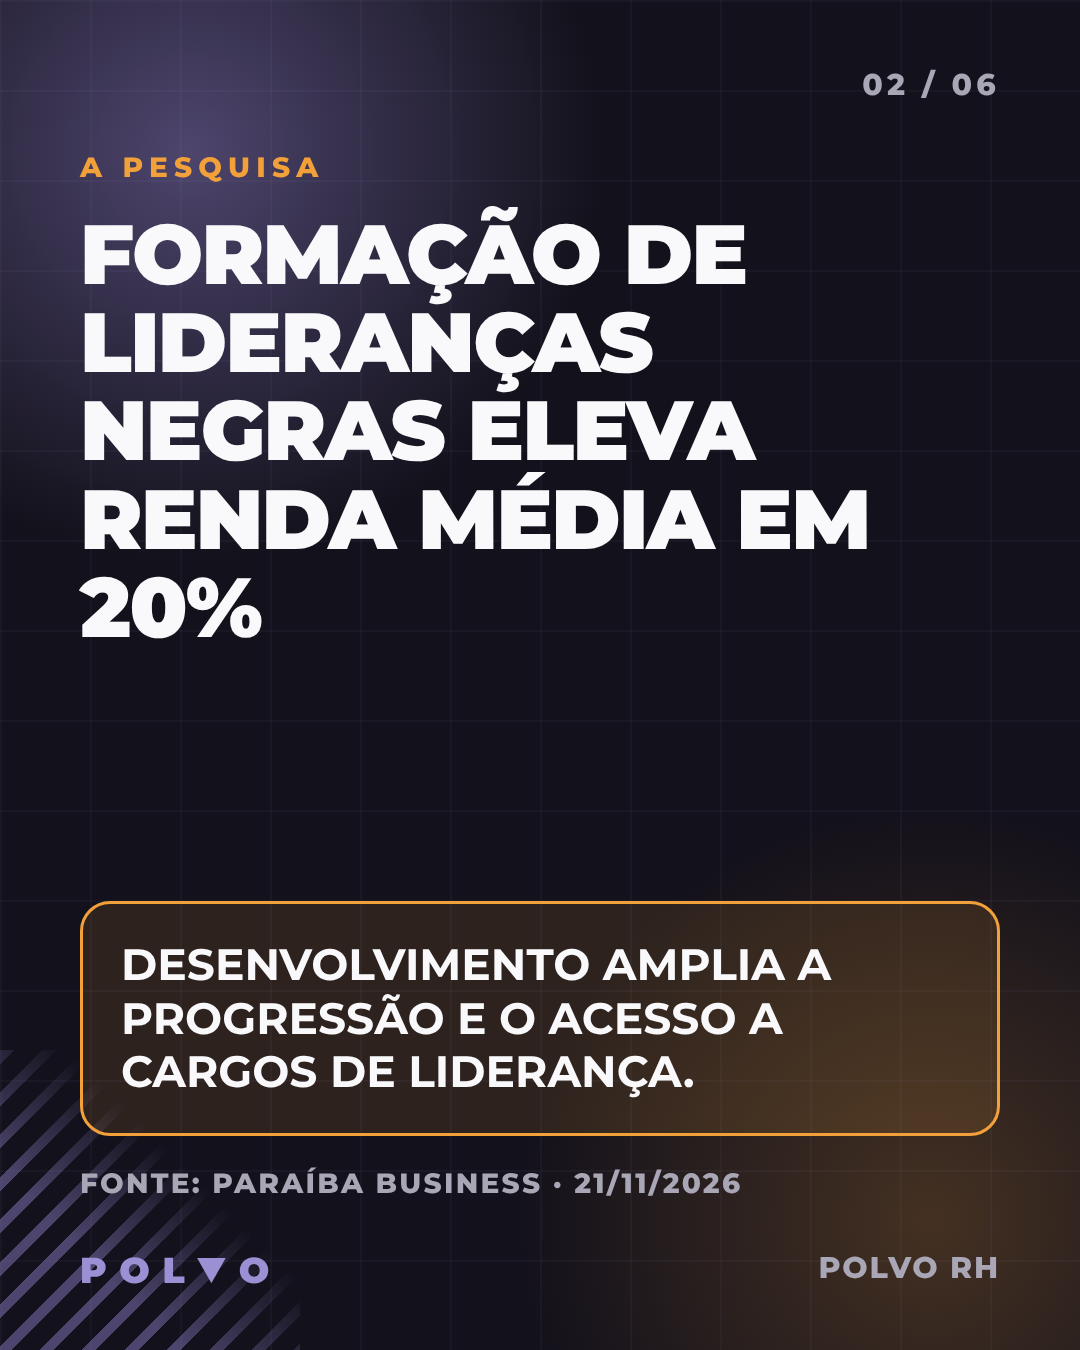 02 / 06
A PESQUISA
FORMAÇÃO DE
LIDERANÇAS
NEGRAS ELEVA
RENDA MÉDIA EM
20%
DESENVOLVIMENTO AMPLIA A
PROGRESSÃO E O ACESSO A
CARGOS DE LIDERANÇA.
FONTE: PARAÍBA BUSINESS · 21/11/2026
POLVO
POLVO RH